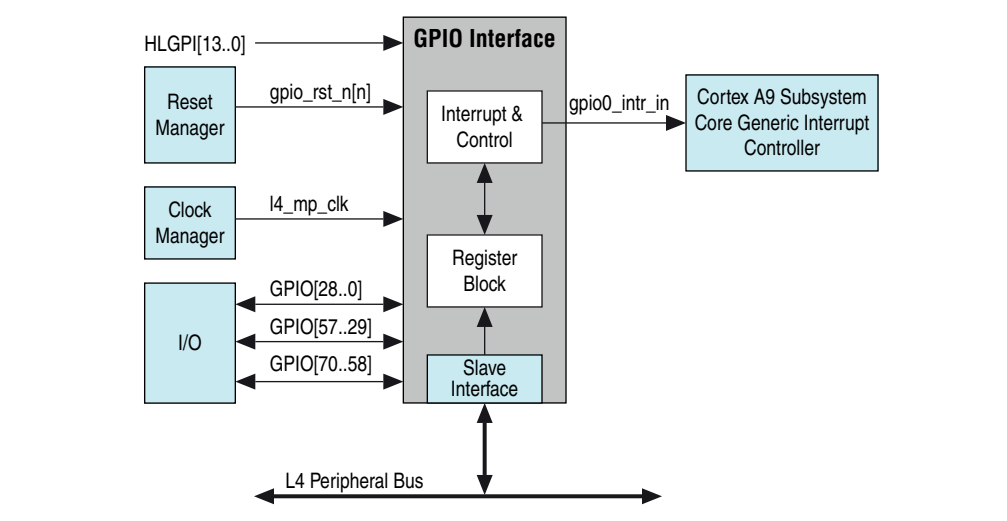 HLGPI[13..0]
GPIO Interface
Reset
Manager
gpio_rst_n[n]
Interrupt &
Control
gpio0_intr_in
Cortex A9 Subsystem
Core Generic Interrupt
Controller
Clock
Manager
l4_mp_clk
Register
Block
I/O
GPIO[28..0]
GPIO[57..29]
GPIO[70..58]
Slave
Interface
L4 Peripheral Bus